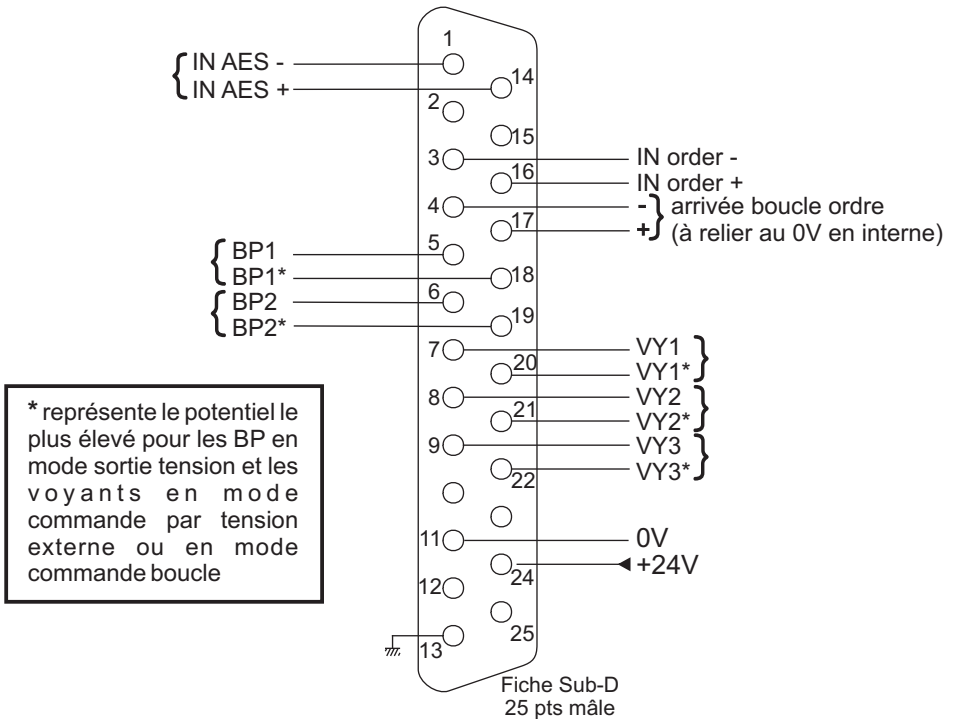 1
IN AES -
14
IN AES +
2
15
3
IN order -
16
IN order +
4
- arrivée boucle ordre
17
+ (à relier au 0V en interne)
5
BP1
BP1*
18
6
BP2
19
BP2*
7
VY1
20
VY1*
8
VY2
21
VY2*
9
VY3
22
VY3*
* représente le potentiel le
plus élevé pour les BP en
mode sortie tension et les
voyants en mode
commande par tension
externe ou en mode
commande boucle
11
0V
24
+24V
12
25
13
Fiche Sub-D
25 pts mâle